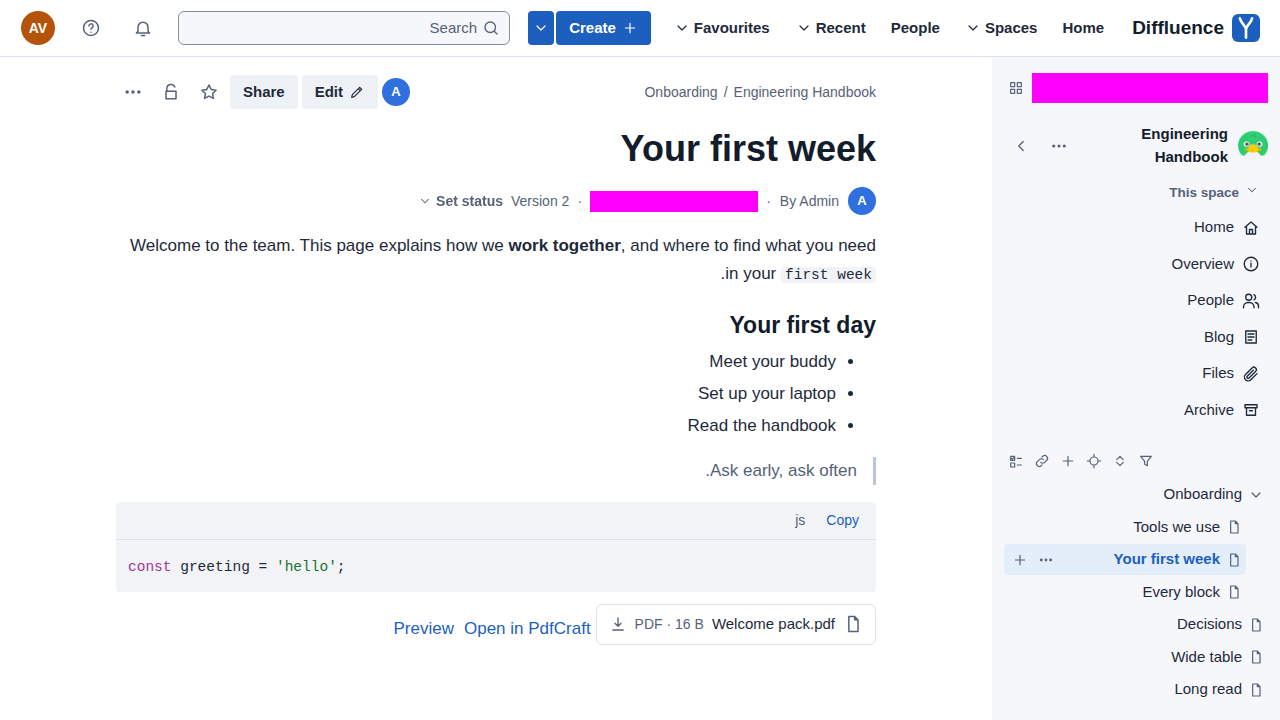 Diffluence
Home
Spaces
People
Recent
Favourites
Create
Search
AV
Onboarding / Engineering Handbook
Share
Edit
A
Your first week
Set status Version 2 · · By Admin A
Welcome to the team. This page explains how we work together, and where to find what you need
.in your first week
Your first day
Meet your buddy
Set up your laptop
Read the handbook
.Ask early, ask often
js Copy
const greeting = 'hello';
Preview Open in PdfCraft PDF · 16 B Welcome pack.pdf
Engineering
Handbook
This space
Home
Overview
People
Blog
Files
Archive
Onboarding
Tools we use
Your first week
Every block
Decisions
Wide table
Long read